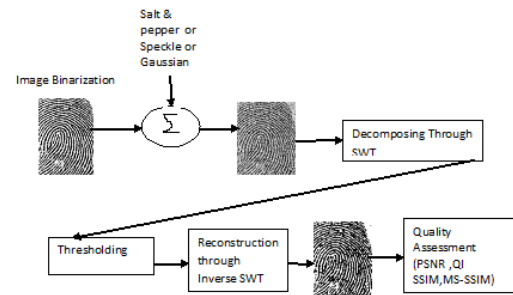 Salt &
pepper or
Speckle or
Gaussian
Image Binarization
Σ
Decomposing Through
SWT
Thresholding
Reconstruction
through
Inverse SWT
Quality
Assessment
(PSNR ,QI
SSIM,MS-SSIM)